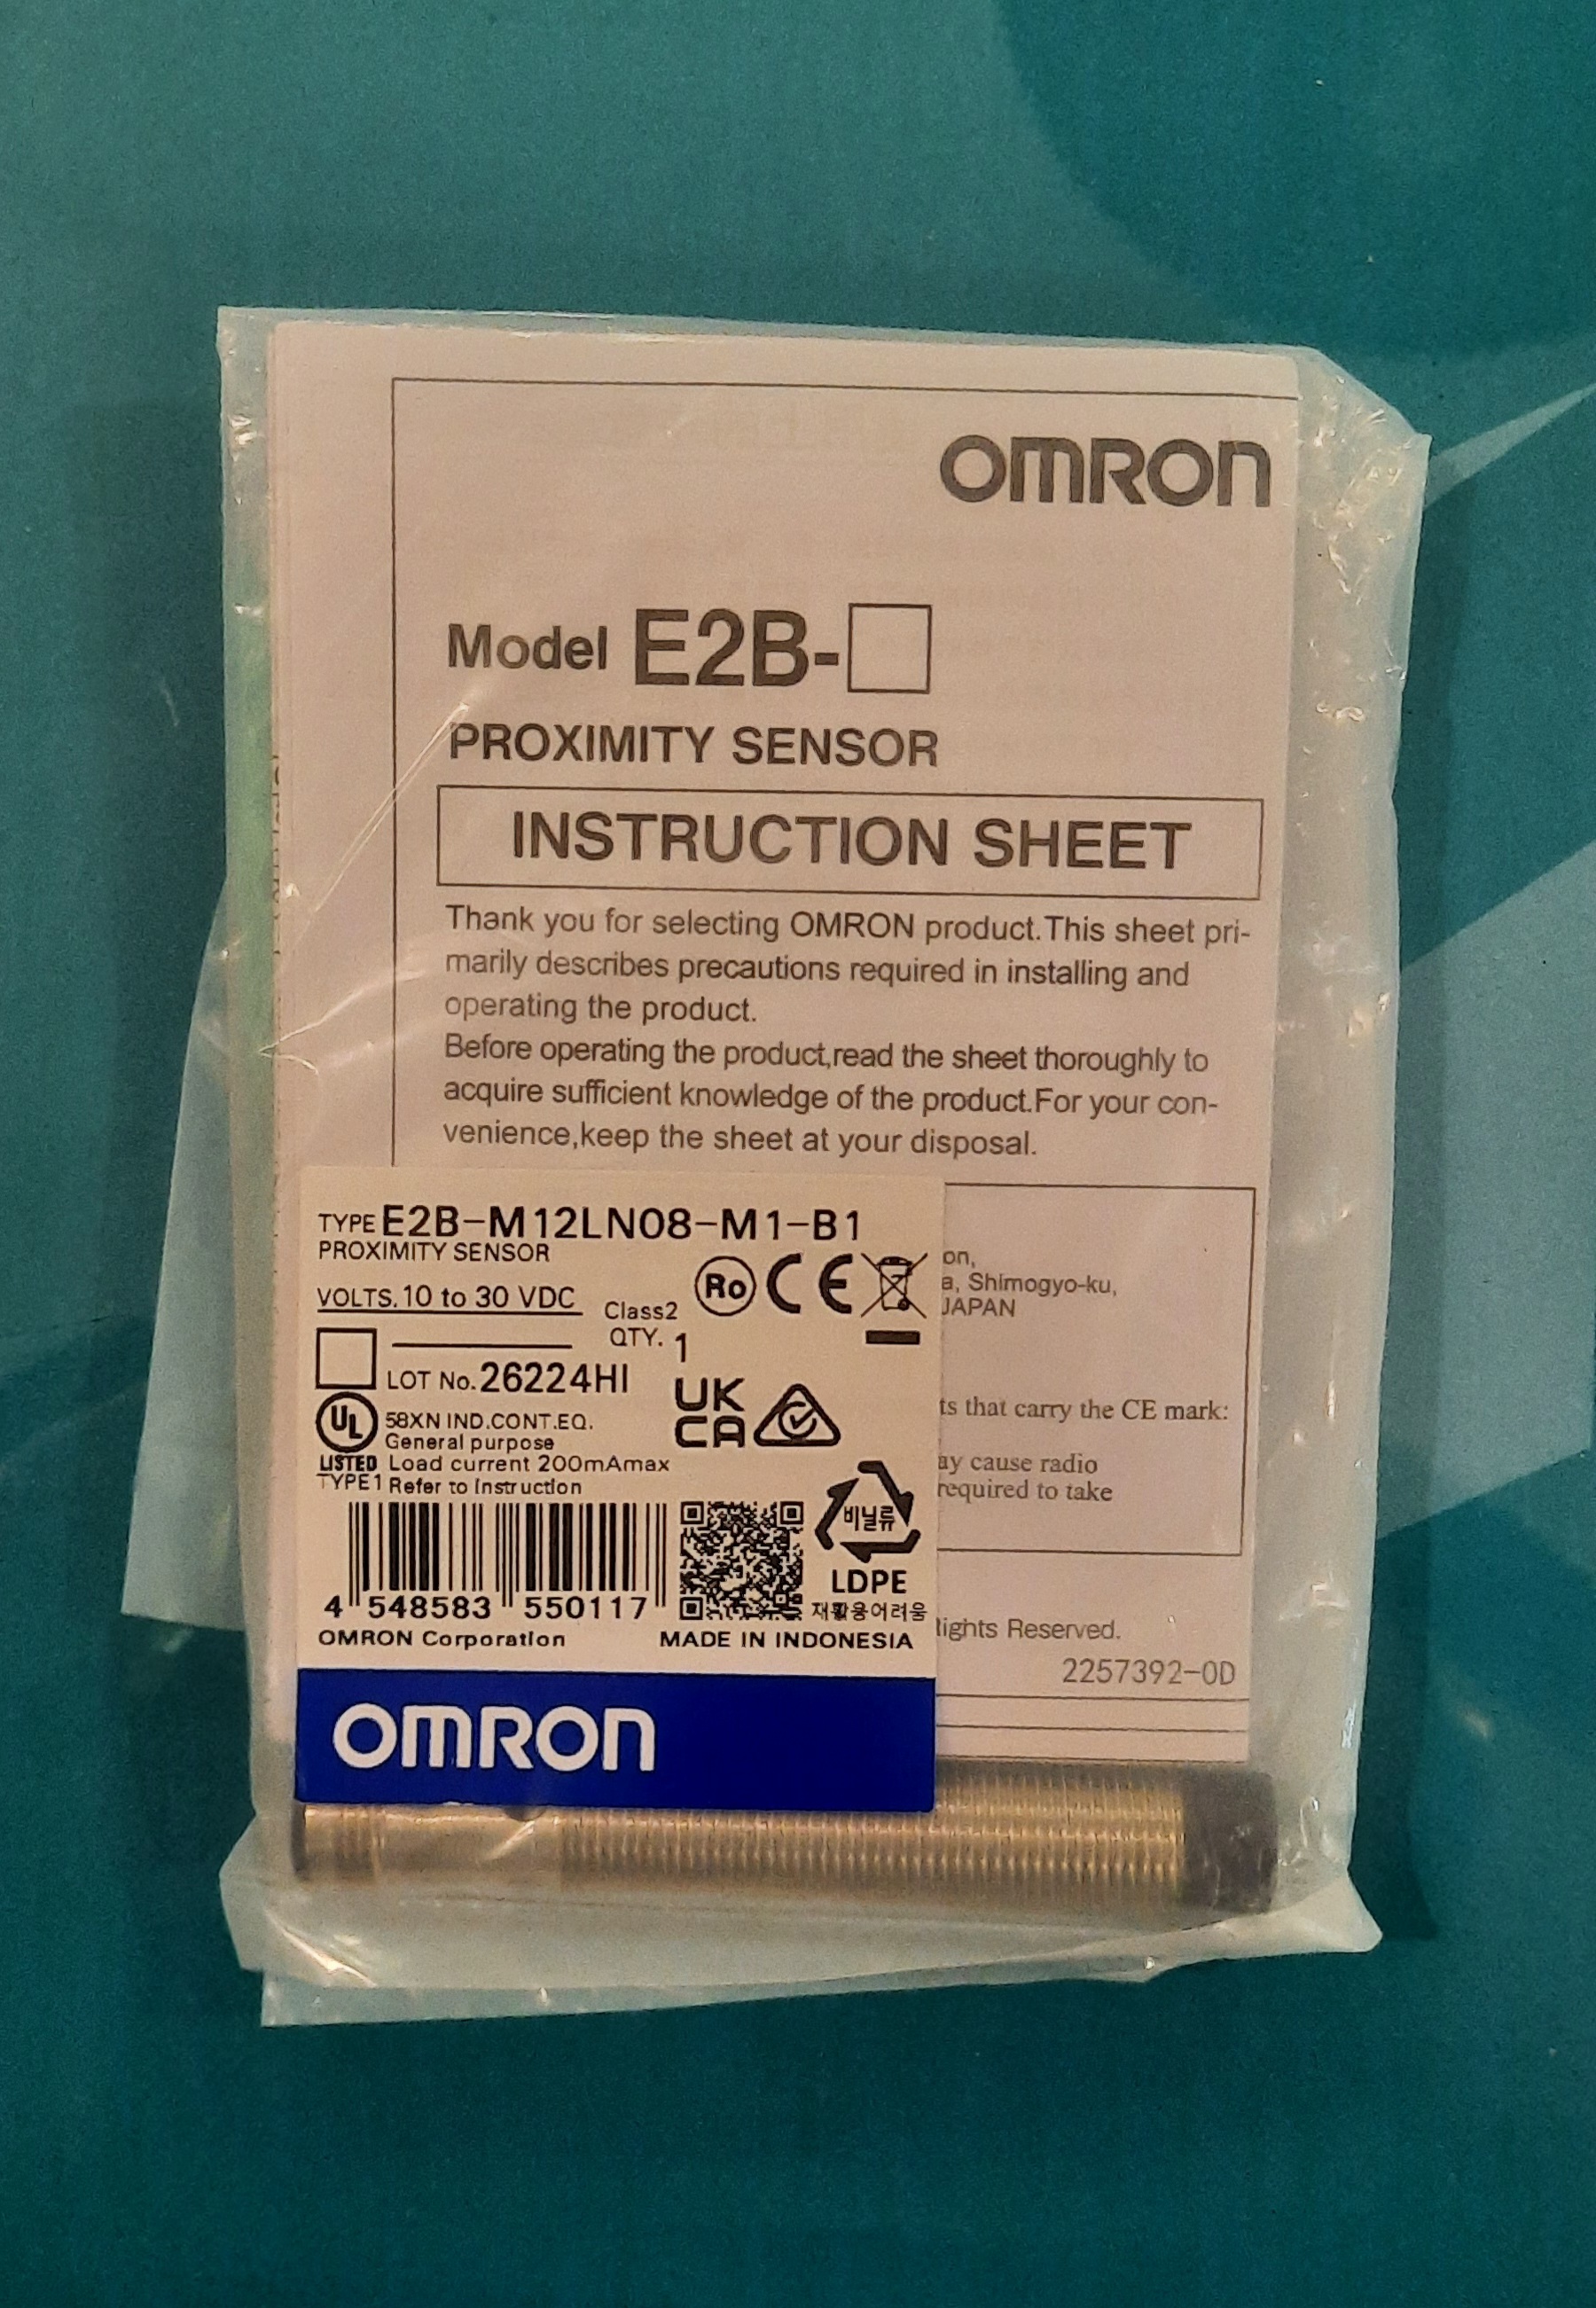 OMRON
Model E2B-□
PROXIMITY SENSOR
INSTRUCTION SHEET
Thank you for selecting OMRON product.This sheet pri-
marily describes precautions required in installing and
operating the product.
Before operating the product,read the sheet thoroughly to
acquire sufficient knowledge of the product.For your con-
venience,keep the sheet at your disposal.
on,
a, Shimogyo-ku,
JAPAN
ts that carry the CE mark:
ay cause radio
required to take
Rights Reserved.
2257392-0D
TYPE E2B-M12LN08-M1-B1
PROXIMITY SENSOR
VOLTS. 10 to 30 VDC
Class2
Ro CE
QTY. 1
LOT No. 26224HI
UK
CA
UL
LISTED
TYPE1
58XN IND.CONT.EQ.
General purpose
Load current 200mAmax
Refer to Instruction
4 548583 550117
비닐류
LDPE
재활용어려움
OMRON Corporation
MADE IN INDONESIA
OMRON